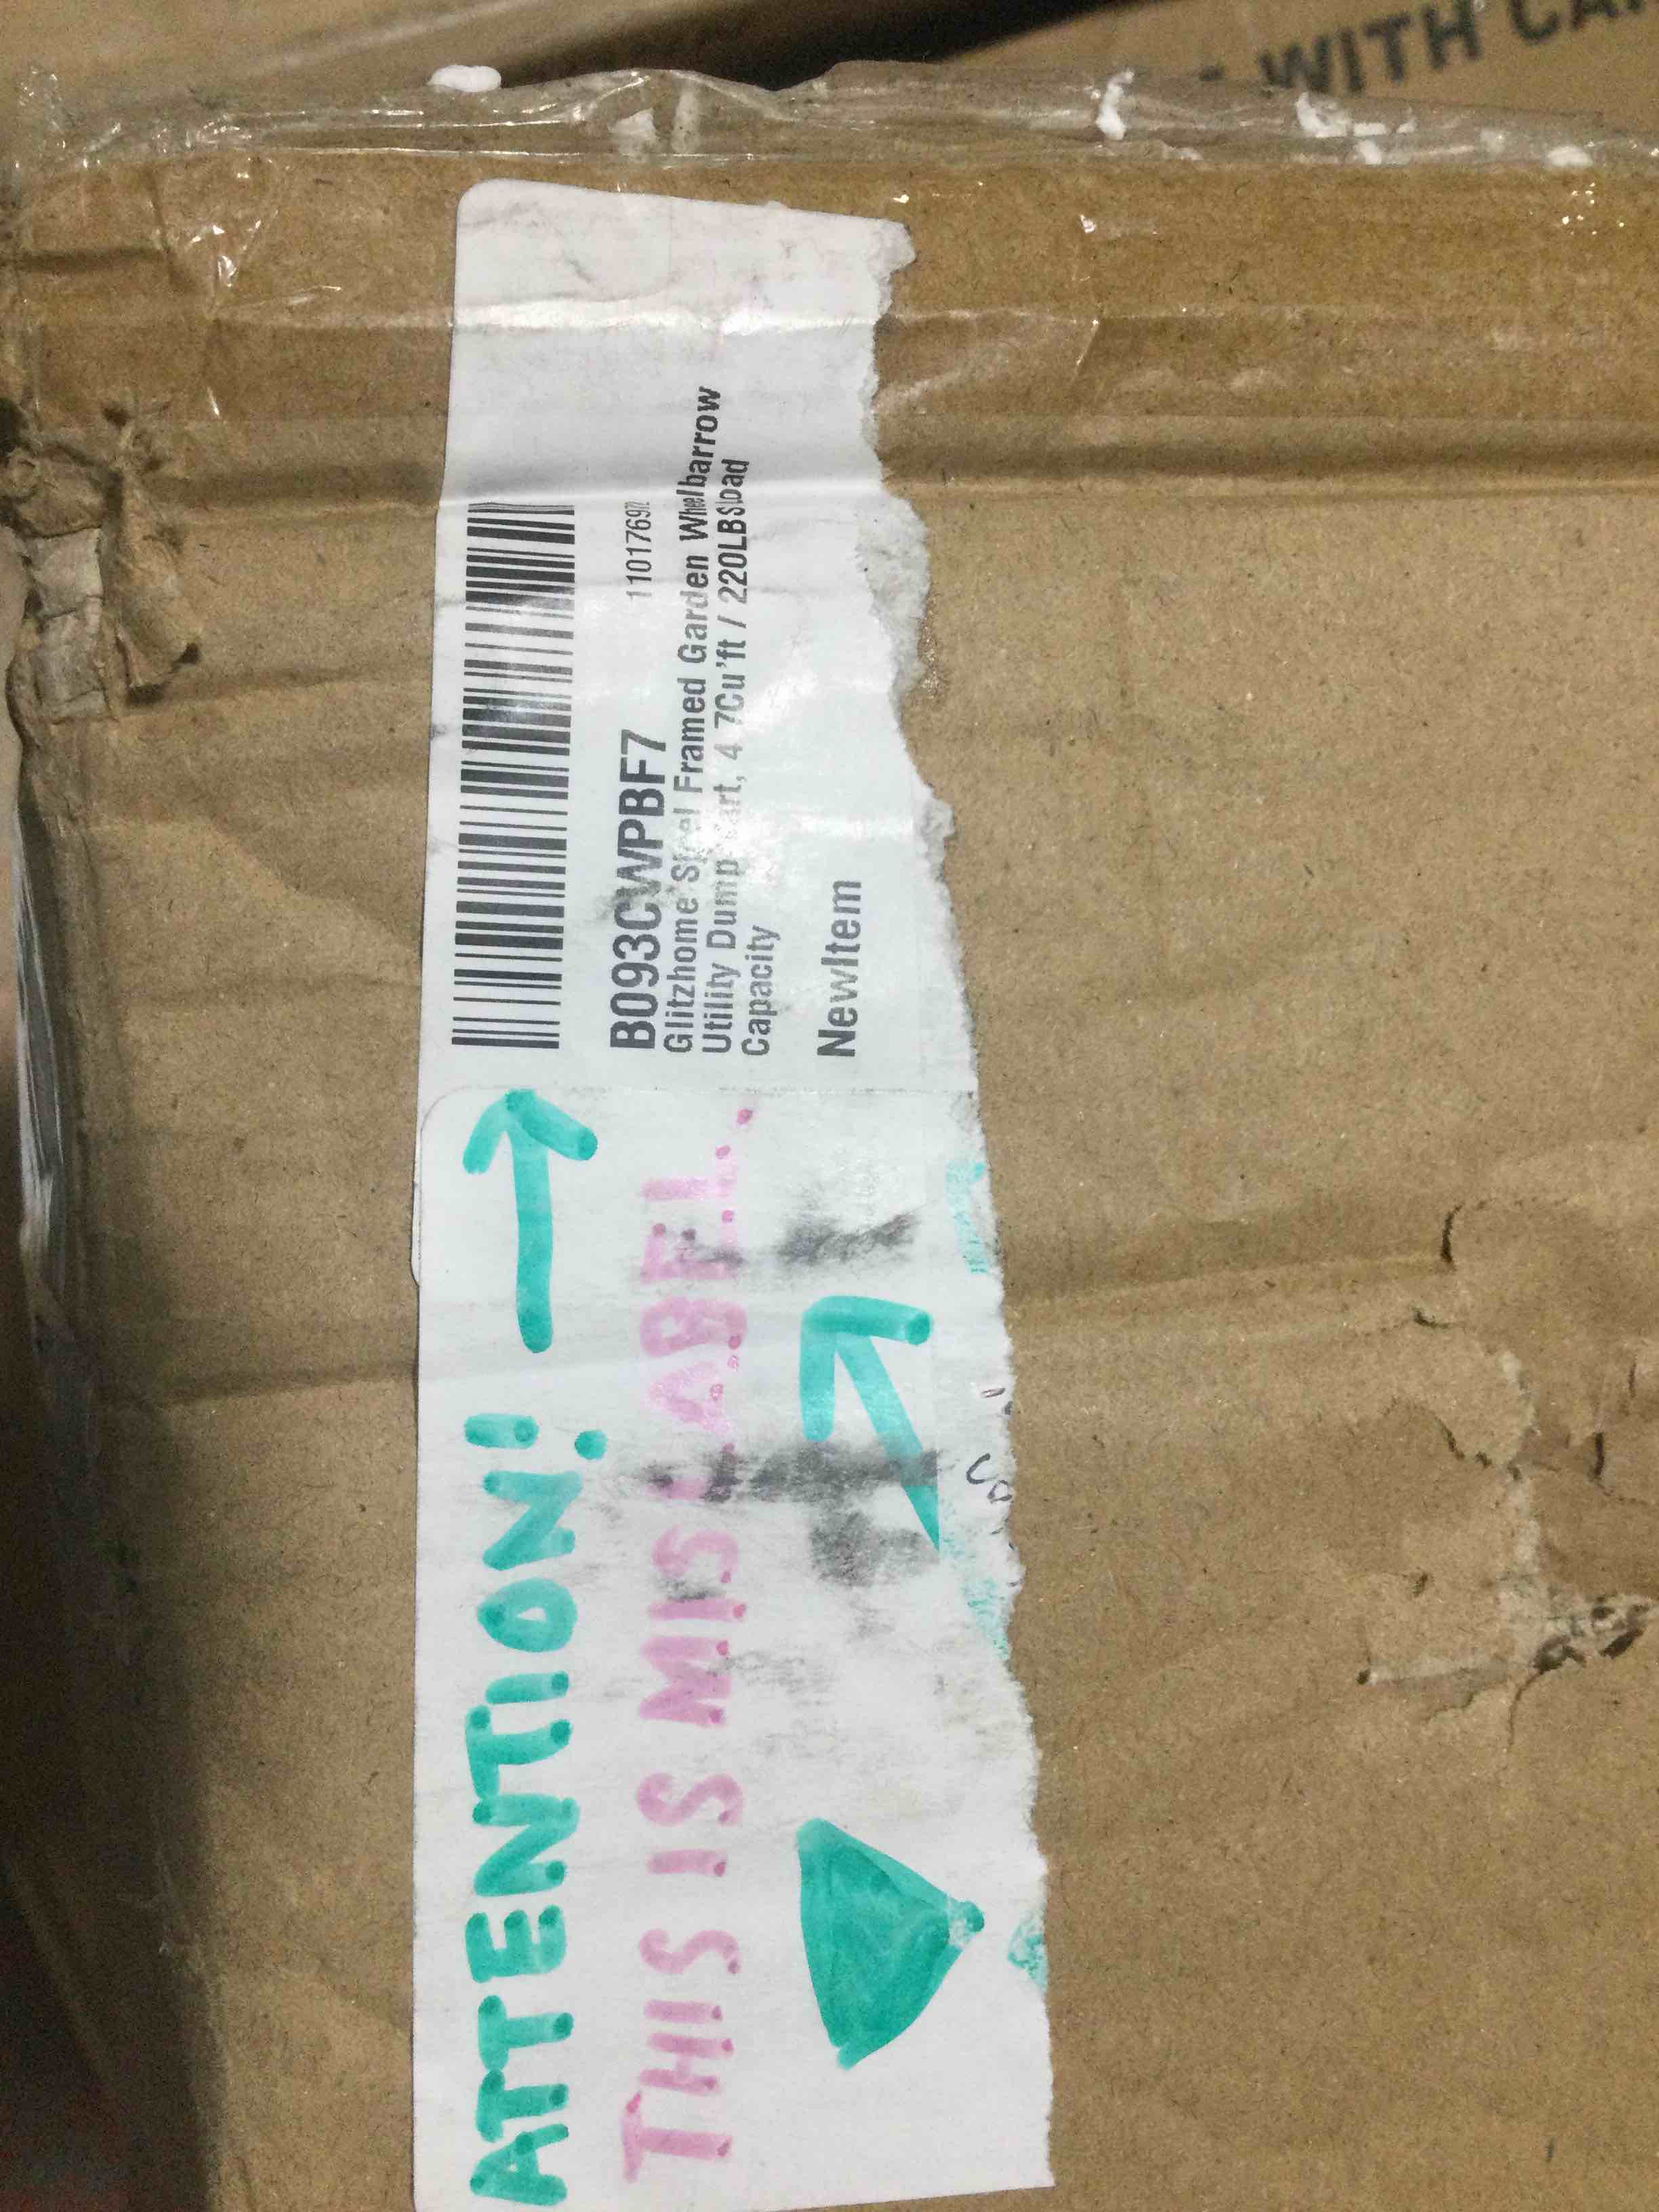 WITH
B093CWPBF7
1101769
Glitzhome Steel Framed Garden Wheelbarrow
Utility Dump Cart, 4 7Cu'ft / 220LBS load
Capacity
NewItem
ATTENTION!
THIS IS MISLABEL.